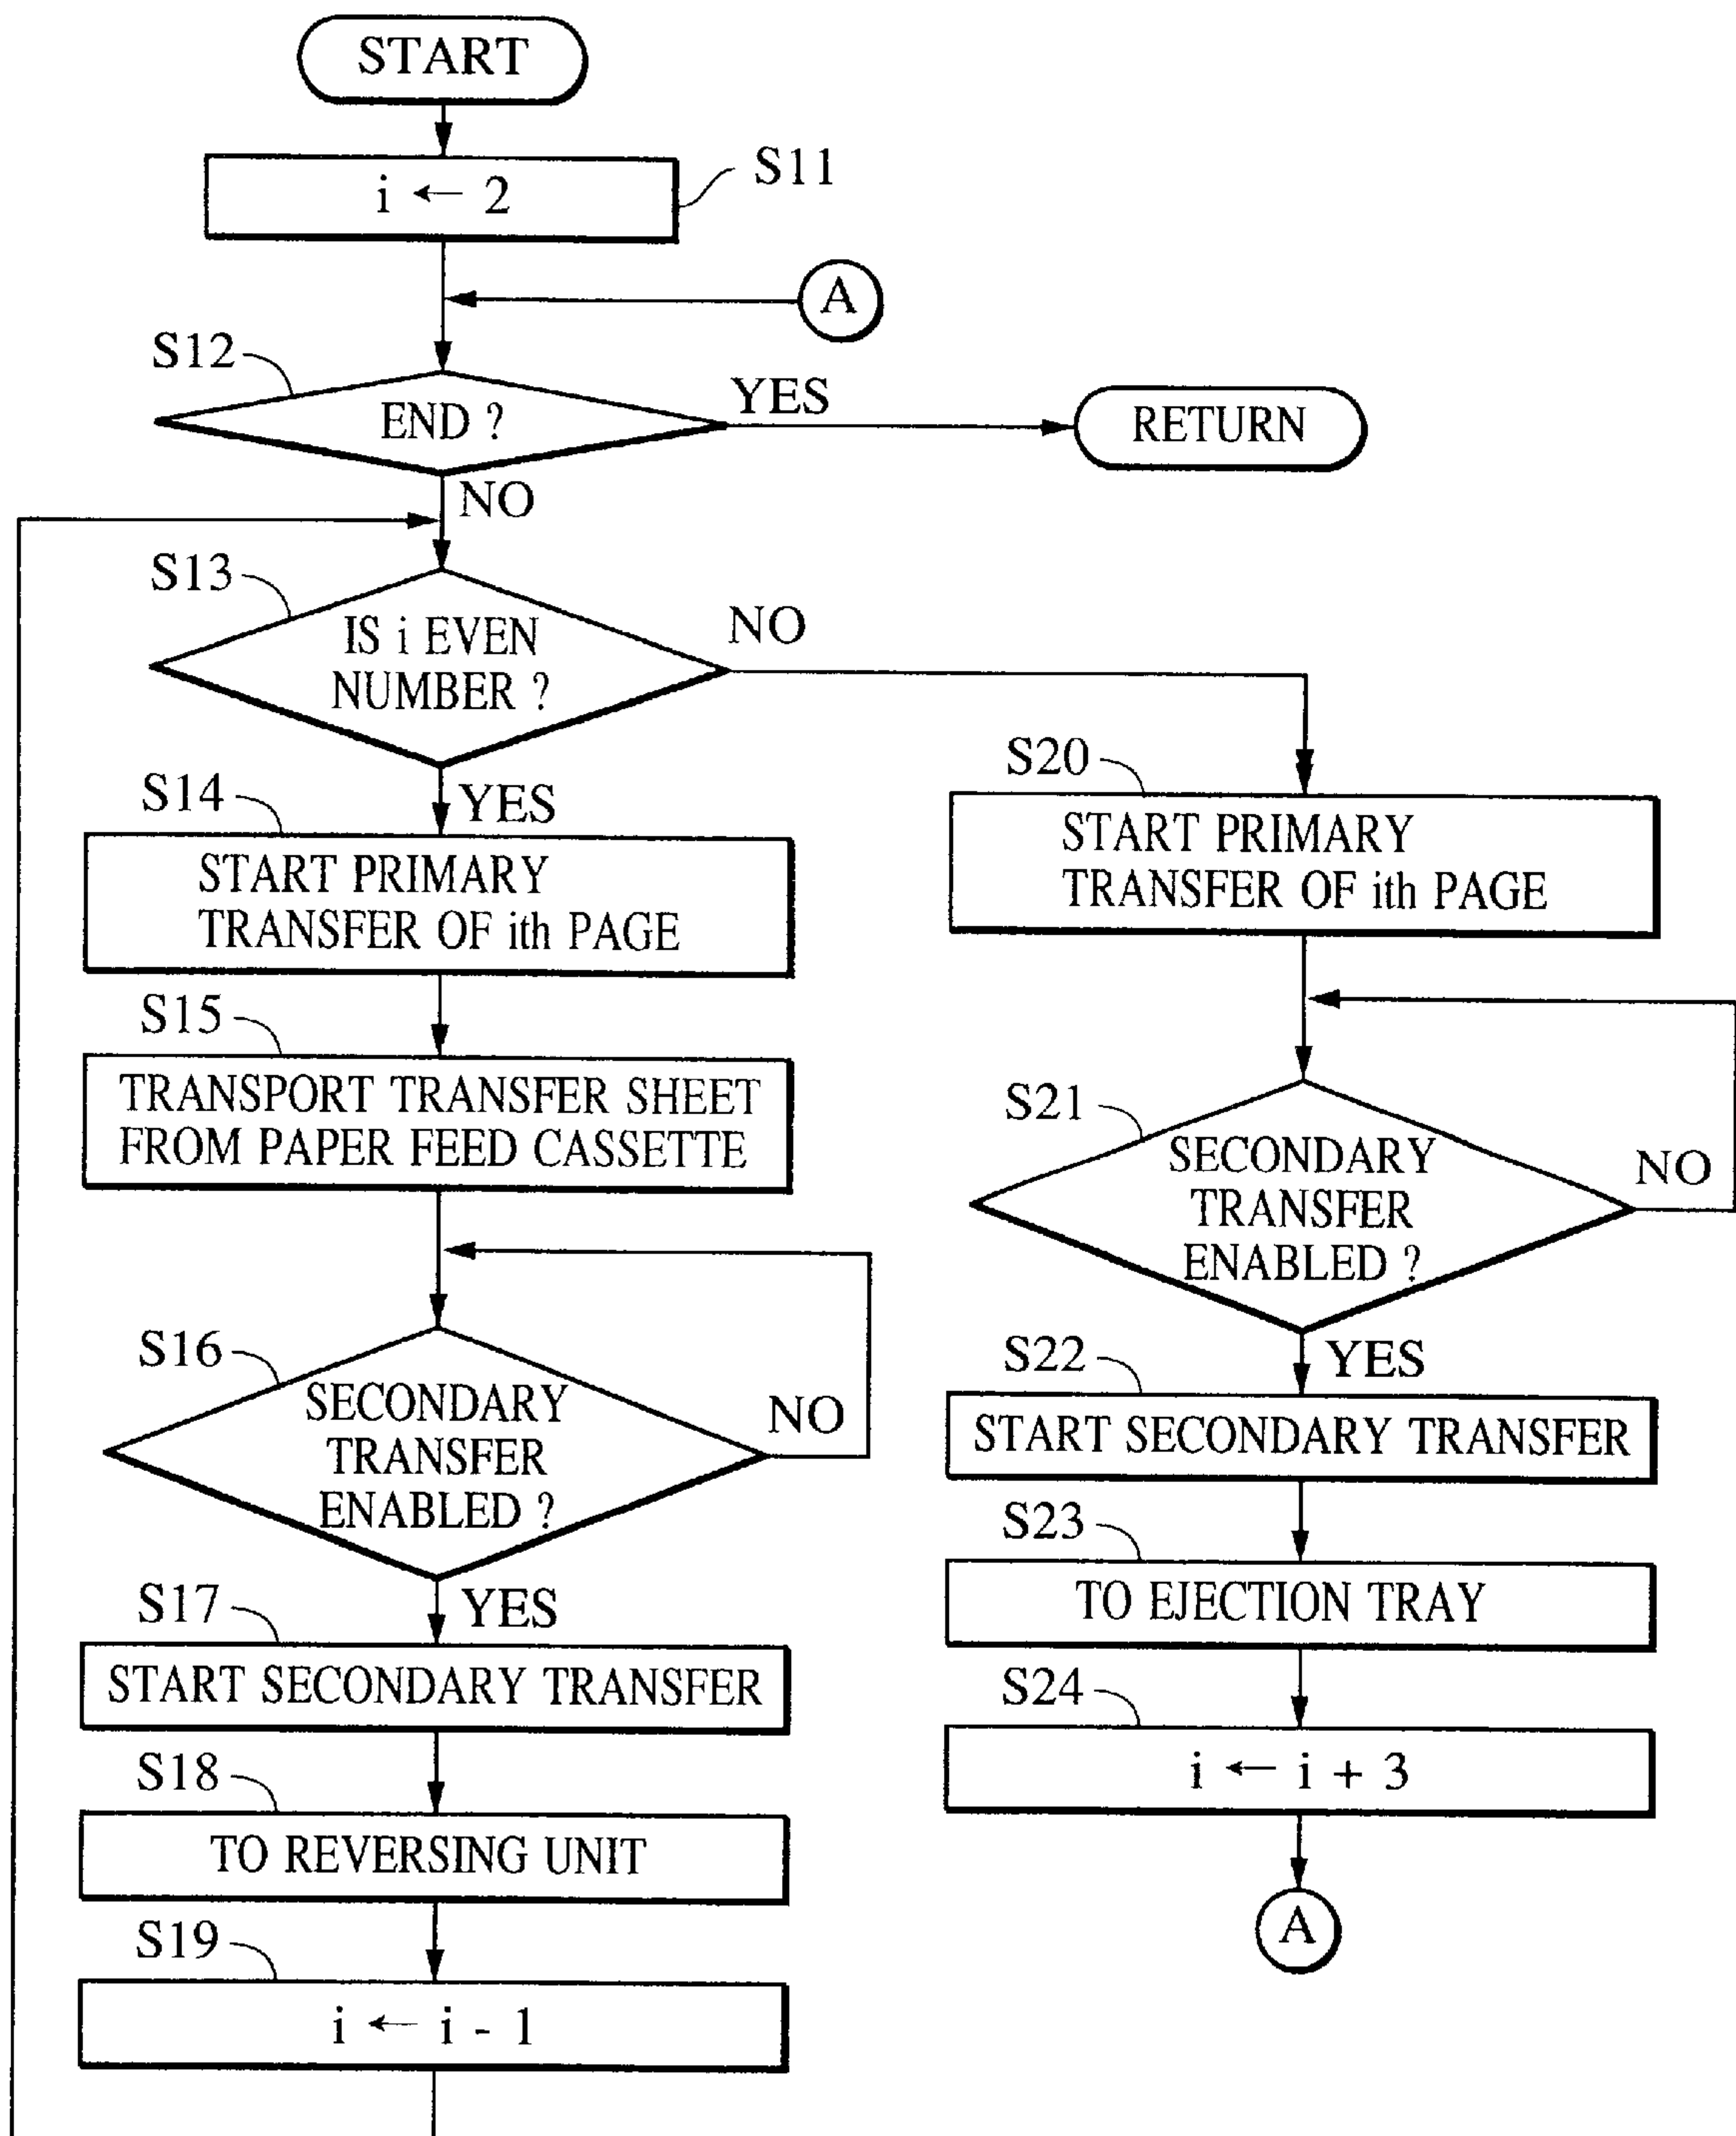 START
i ← 2
S11
A
S12
END ?
YES
RETURN
NO
S13
IS i EVEN
NUMBER ?
NO
YES
S14
START PRIMARY
TRANSFER OF ith PAGE
S15
TRANSPORT TRANSFER SHEET
FROM PAPER FEED CASSETTE
S16
SECONDARY
TRANSFER
ENABLED ?
NO
YES
S17
START SECONDARY TRANSFER
S18
TO REVERSING UNIT
S19
i ← i - 1
S20
START PRIMARY
TRANSFER OF ith PAGE
S21
SECONDARY
TRANSFER
ENABLED ?
NO
YES
S22
START SECONDARY TRANSFER
S23
TO EJECTION TRAY
S24
i ← i + 3
A